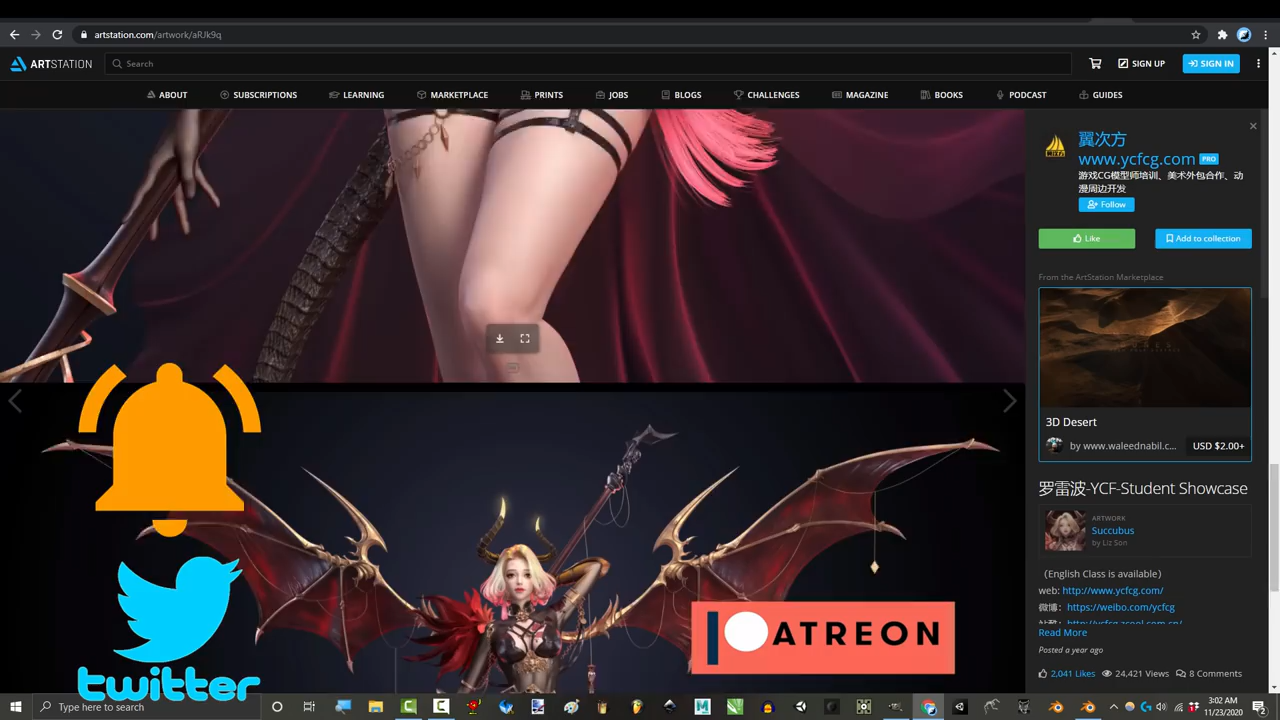 artstation.com/artwork/aRJk9q
ARTSTATION
Search
SIGN UP
SIGN IN
ABOUT
SUBSCRIPTIONS
LEARNING
MARKETPLACE
PRINTS
JOBS
BLOGS
CHALLENGES
MAGAZINE
BOOKS
PODCAST
GUIDES
翼次方
www.ycfcg.com PRO
游戏CG模型师培训、美术外包合作、动
漫周边开发
Follow
Like
Add to collection
From the ArtStation Marketplace
3D Desert
by www.waleednabil.c...
USD $2.00+
罗雷波-YCF-Student Showcase
ARTWORK
Succubus
by Liz Son
（English Class is available）
web: http://www.ycfcg.com/
微博： https://weibo.com/ycfcg
Read More
Posted a year ago
2,041 Likes
24,421 Views
8 Comments
twitter
PATREON
Type here to search
3:02 AM
11/23/2020